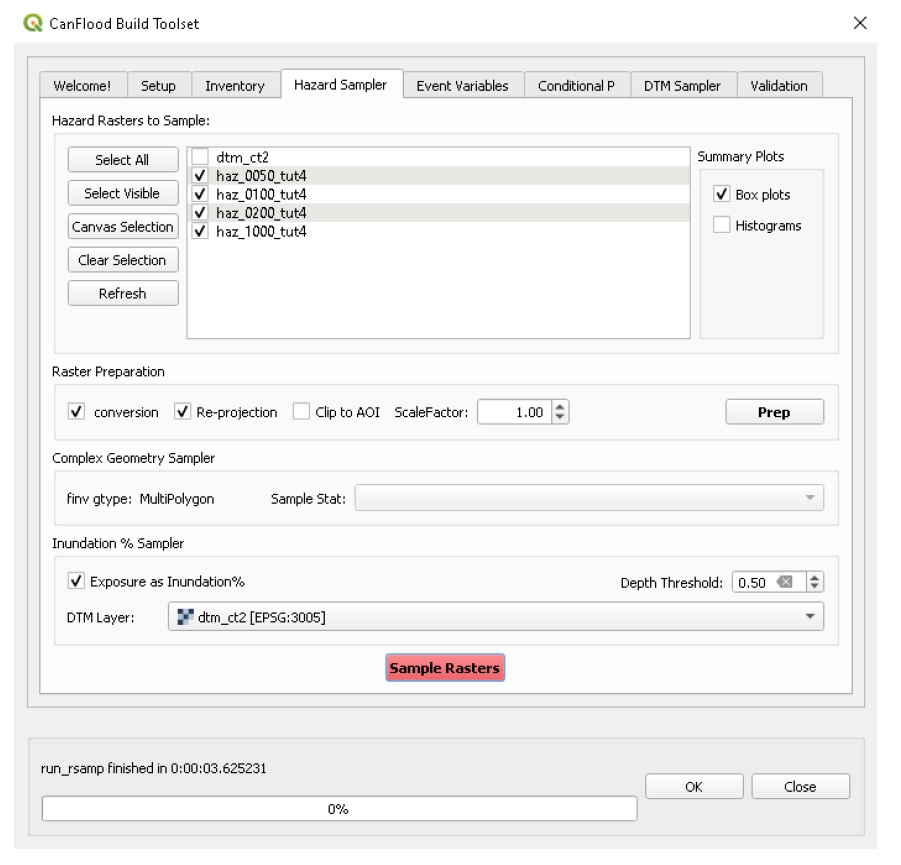 CanFlood Build Toolset
Welcome! Setup Inventory Hazard Sampler Event Variables Conditional P DTM Sampler Validation
Hazard Rasters to Sample:
Select All
Select Visible
Canvas Selection
Clear Selection
Refresh
dtm_ct2
haz_0050_tut4
haz_0100_tut4
haz_0200_tut4
haz_1000_tut4
Summary Plots
Box plots
Histograms
Raster Preparation
conversion Re-projection Clip to AOI ScaleFactor: 1.00 Prep
Complex Geometry Sampler
finv gtype: MultiPolygon Sample Stat:
Inundation % Sampler
Exposure as Inundation% Depth Threshold: 0.50
DTM Layer: dtm_ct2 [EPSG:3005]
Sample Rasters
run_rsamp finished in 0:00:03.625231
OK Close
0%